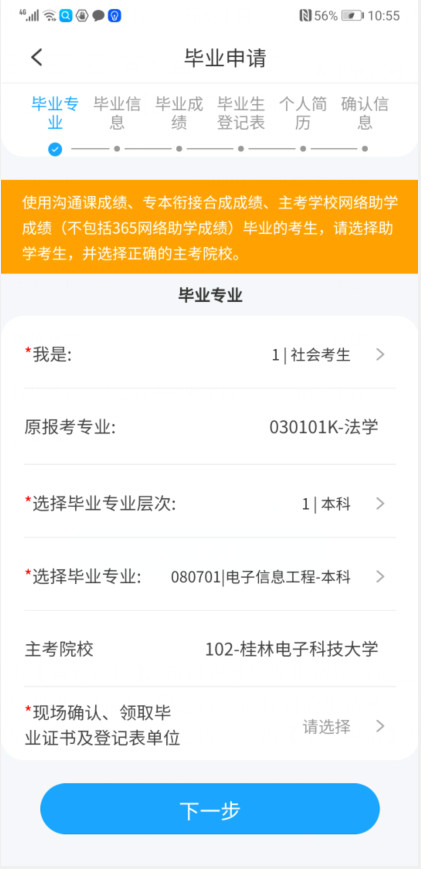 4G 56% 10:55
毕业申请
毕业专 毕业信 毕业成 毕业生 个人简 确认信
业 息 绩 登记表 历 息
使用沟通课成绩、专本衔接合成成绩、主考学校网络助学
成绩（不包括365网络助学成绩）毕业的考生，请选择助
学考生，并选择正确的主考院校。
毕业专业
*我是: 1 | 社会考生
原报考专业: 030101K-法学
*选择毕业专业层次: 1 | 本科
*选择毕业专业: 080701|电子信息工程-本科
主考院校 102-桂林电子科技大学
*现场确认、领取毕
业证书及登记表单位 请选择
下一步